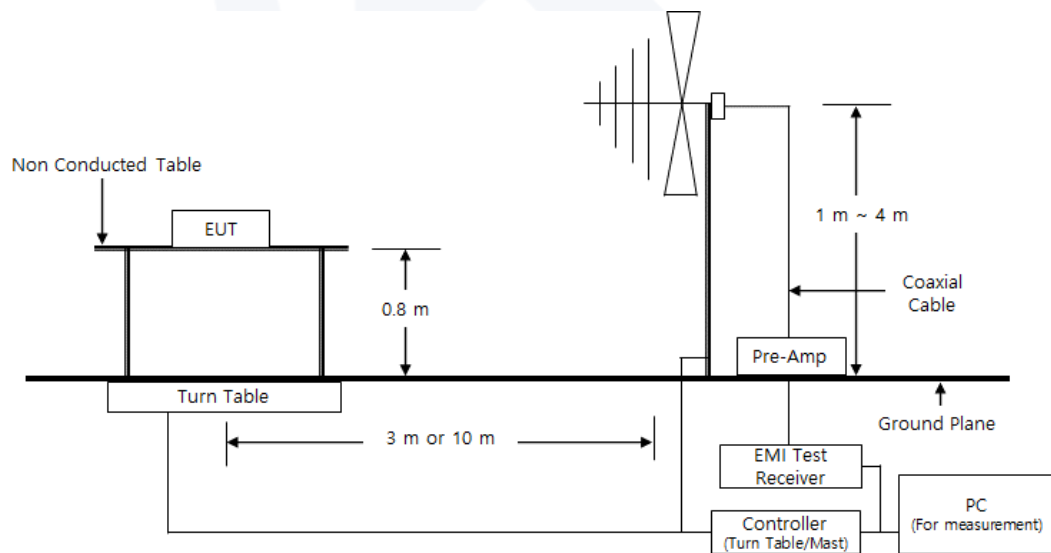 Non Conducted Table
EUT
0.8 m
1 m ~ 4 m
Coaxial
Cable
Pre-Amp
Turn Table
Ground Plane
3 m or 10 m
EMI Test
Receiver
PC
(For measurement)
Controller
(Turn Table/Mast)